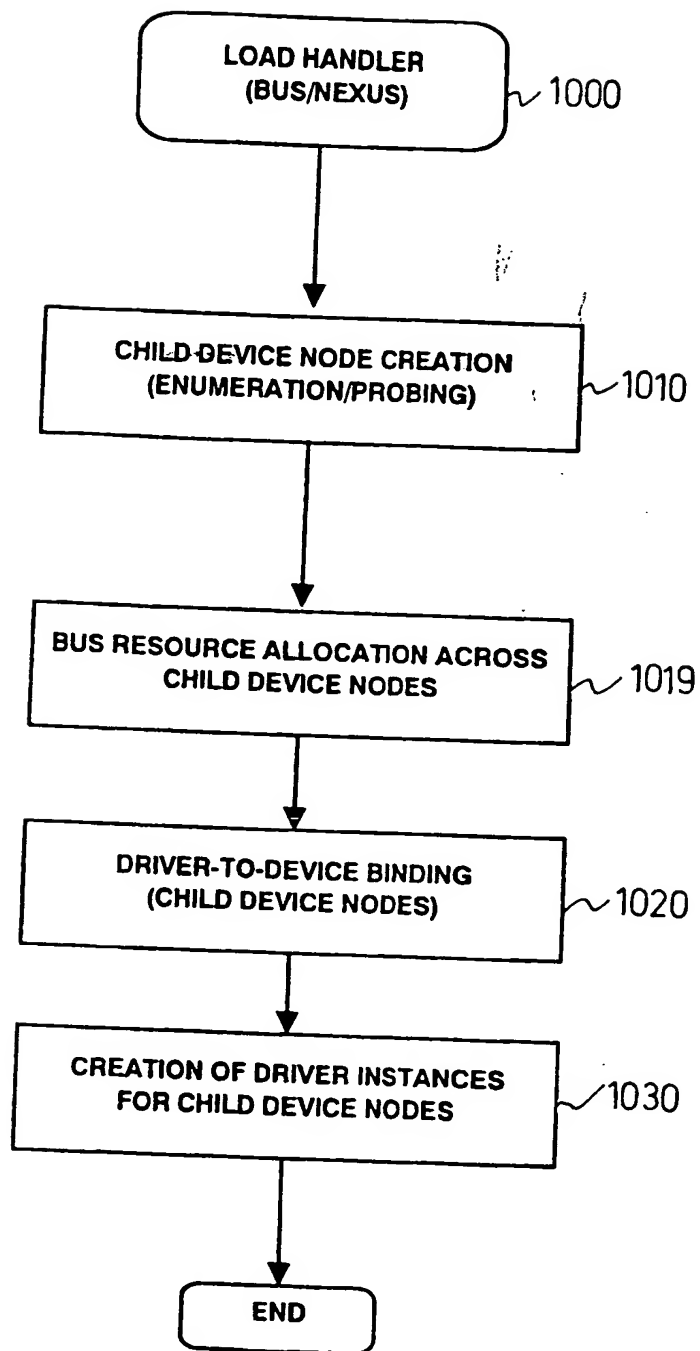 LOAD HANDLER
(BUS/NEXUS)
1000
CHILD DEVICE NODE CREATION
(ENUMERATION/PROBING)
1010
BUS RESOURCE ALLOCATION ACROSS
CHILD DEVICE NODES
1019
DRIVER-TO-DEVICE BINDING
(CHILD DEVICE NODES)
1020
CREATION OF DRIVER INSTANCES
FOR CHILD DEVICE NODES
1030
END